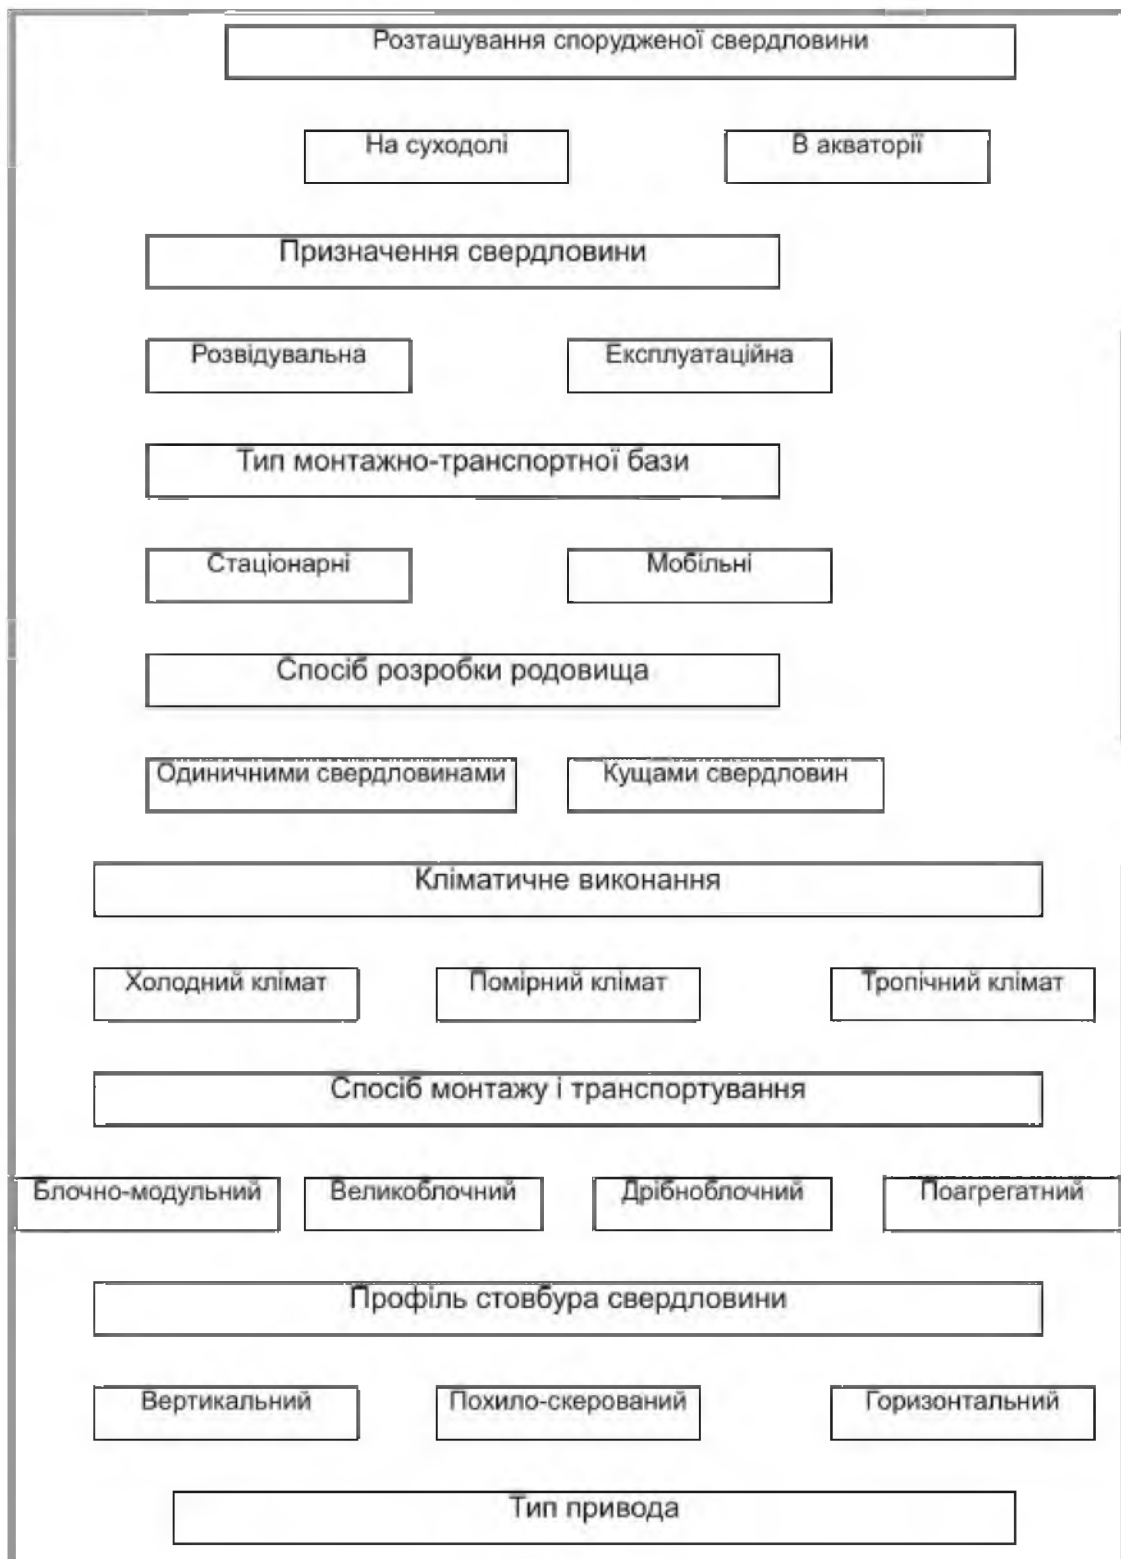 Розташування спорудженої свердловини
На суходолі
В акваторії
Призначення свердловини
Розвідувальна
Експлуатаційна
Тип монтажно-транспортної бази
Стаціонарні
Мобільні
Спосіб розробки родовища
Одиничними свердловинами
Кущами свердловин
Кліматичне виконання
Холодний клімат
Помірний клімат
Тропічний клімат
Спосіб монтажу і транспортування
Блочно-модульний
Великоблочний
Дрібноблочний
Поагрегатний
Профіль стовбура свердловини
Вертикальний
Похило-скерований
Горизонтальний
Тип привода